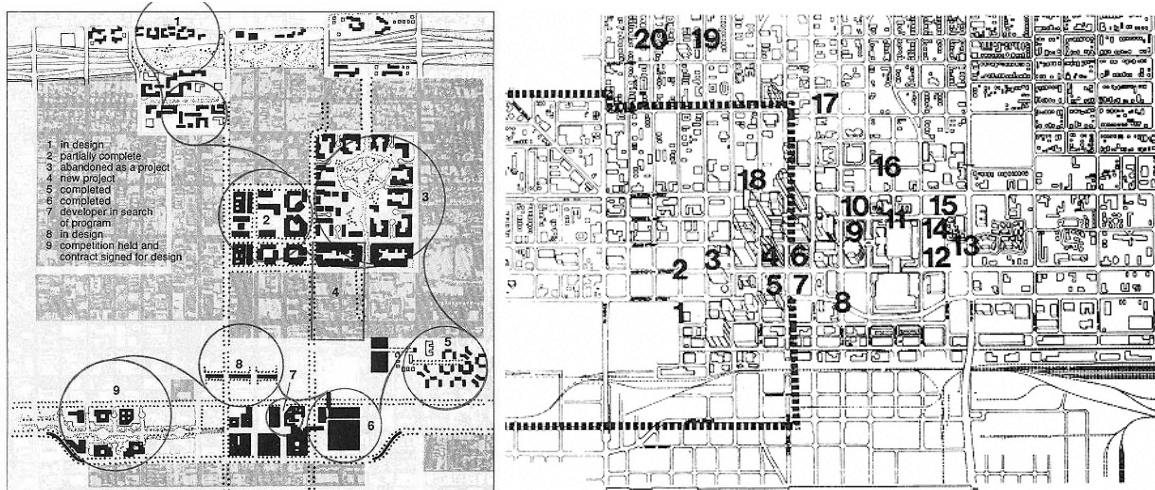 1
1 in design
2 partially complete
3 abandoned as a project
4 new project
5 completed
6 completed
7 developer in search
of program
8 in design
9 competition held and
contract signed for design
2
3
4
5
8
7
9
6
20
19
17
16
18
10
15
11
14
9
13
3
4
6
12
2
5
7
8
1